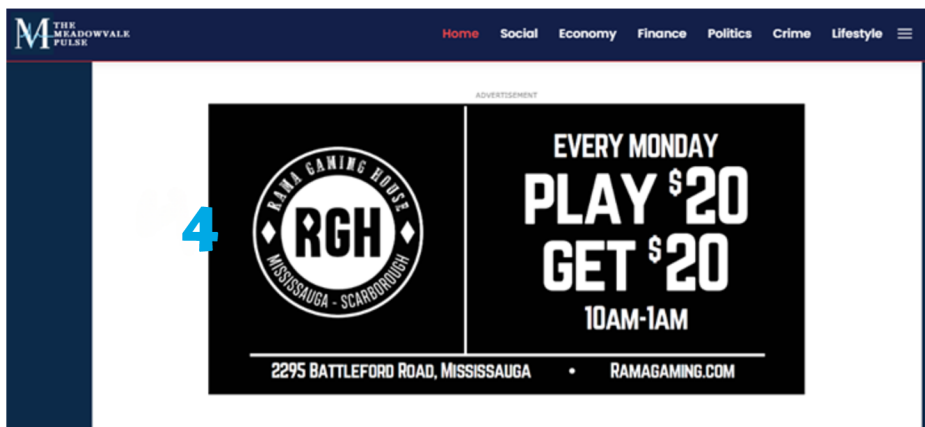 THE
MEADOWVALE
PULSE
Home Social Economy Finance Politics Crime Lifestyle
ADVERTISEMENT
RAMA GAMING HOUSE
RGH
MISSISSAUGA - SCARBOROUGH
EVERY MONDAY
PLAY $20
GET $20
10AM-1AM
4
2295 BATTLEFORD ROAD, MISSISSAUGA • RAMAGAMING.COM